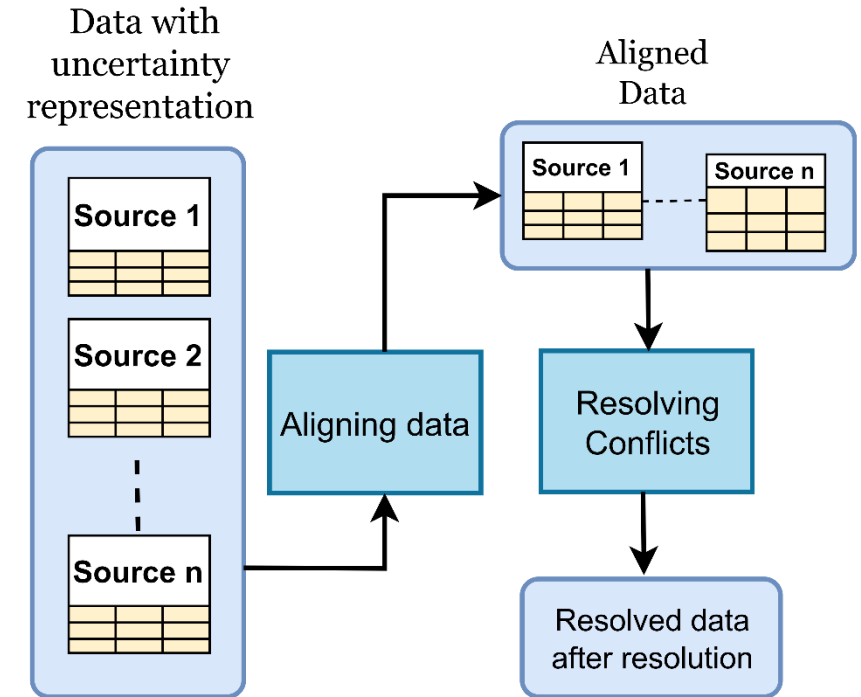 Data with
uncertainty
representation
Source 1
Source 2
Source n
Aligning data
Aligned
Data
Source 1
Source n
Resolving
Conflicts
Resolved data
after resolution